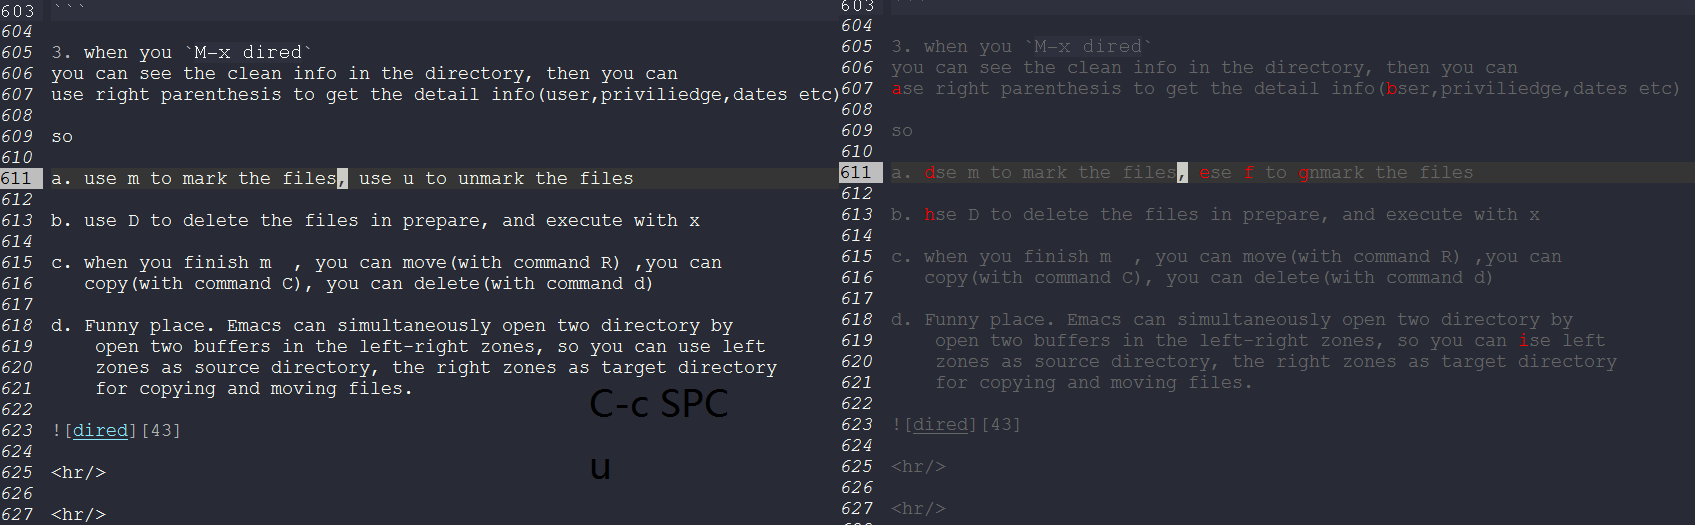 603 ```
604
605 3. when you `M-x dired`
606 you can see the clean info in the directory, then you can
607 use right parenthesis to get the detail info(user,priviliedge,dates etc)
608
609 so
610
611 a. use m to mark the files, use u to unmark the files
612
613 b. use D to delete the files in prepare, and execute with x
614
615 c. when you finish m  , you can move(with command R) ,you can
616    copy(with command C), you can delete(with command d)
617
618 d. Funny place. Emacs can simultaneously open two directory by
619     open two buffers in the left-right zones, so you can use left
620     zones as source directory, the right zones as target directory
621     for copying and moving files.
622
623 ![dired][43]
624
625 <hr/>
626
627 <hr/>
C-c SPC
u
603 ```
604
605 3. when you `M-x dired`
606 you can see the clean info in the directory, then you can
607 ase right parenthesis to get the detail info(bser,priviliedge,dates etc)
608
609 so
610
611 a. dse m to mark the files, ese f to gnmark the files
612
613 b. hse D to delete the files in prepare, and execute with x
614
615 c. when you finish m  , you can move(with command R) ,you can
616    copy(with command C), you can delete(with command d)
617
618 d. Funny place. Emacs can simultaneously open two directory by
619     open two buffers in the left-right zones, so you can ise left
620     zones as source directory, the right zones as target directory
621     for copying and moving files.
622
623 ![dired][43]
624
625 <hr/>
626
627 <hr/>